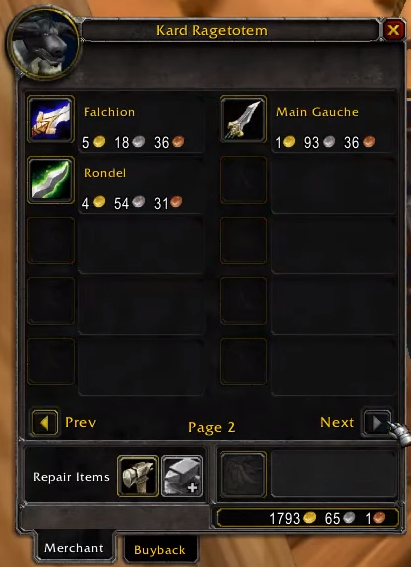 Kard Ragetotem
Falchion
5 18 36
Main Gauche
1 93 36
Rondel
4 54 31
Prev
Page 2
Next
Repair Items
1793 65 1
Merchant
Buyback